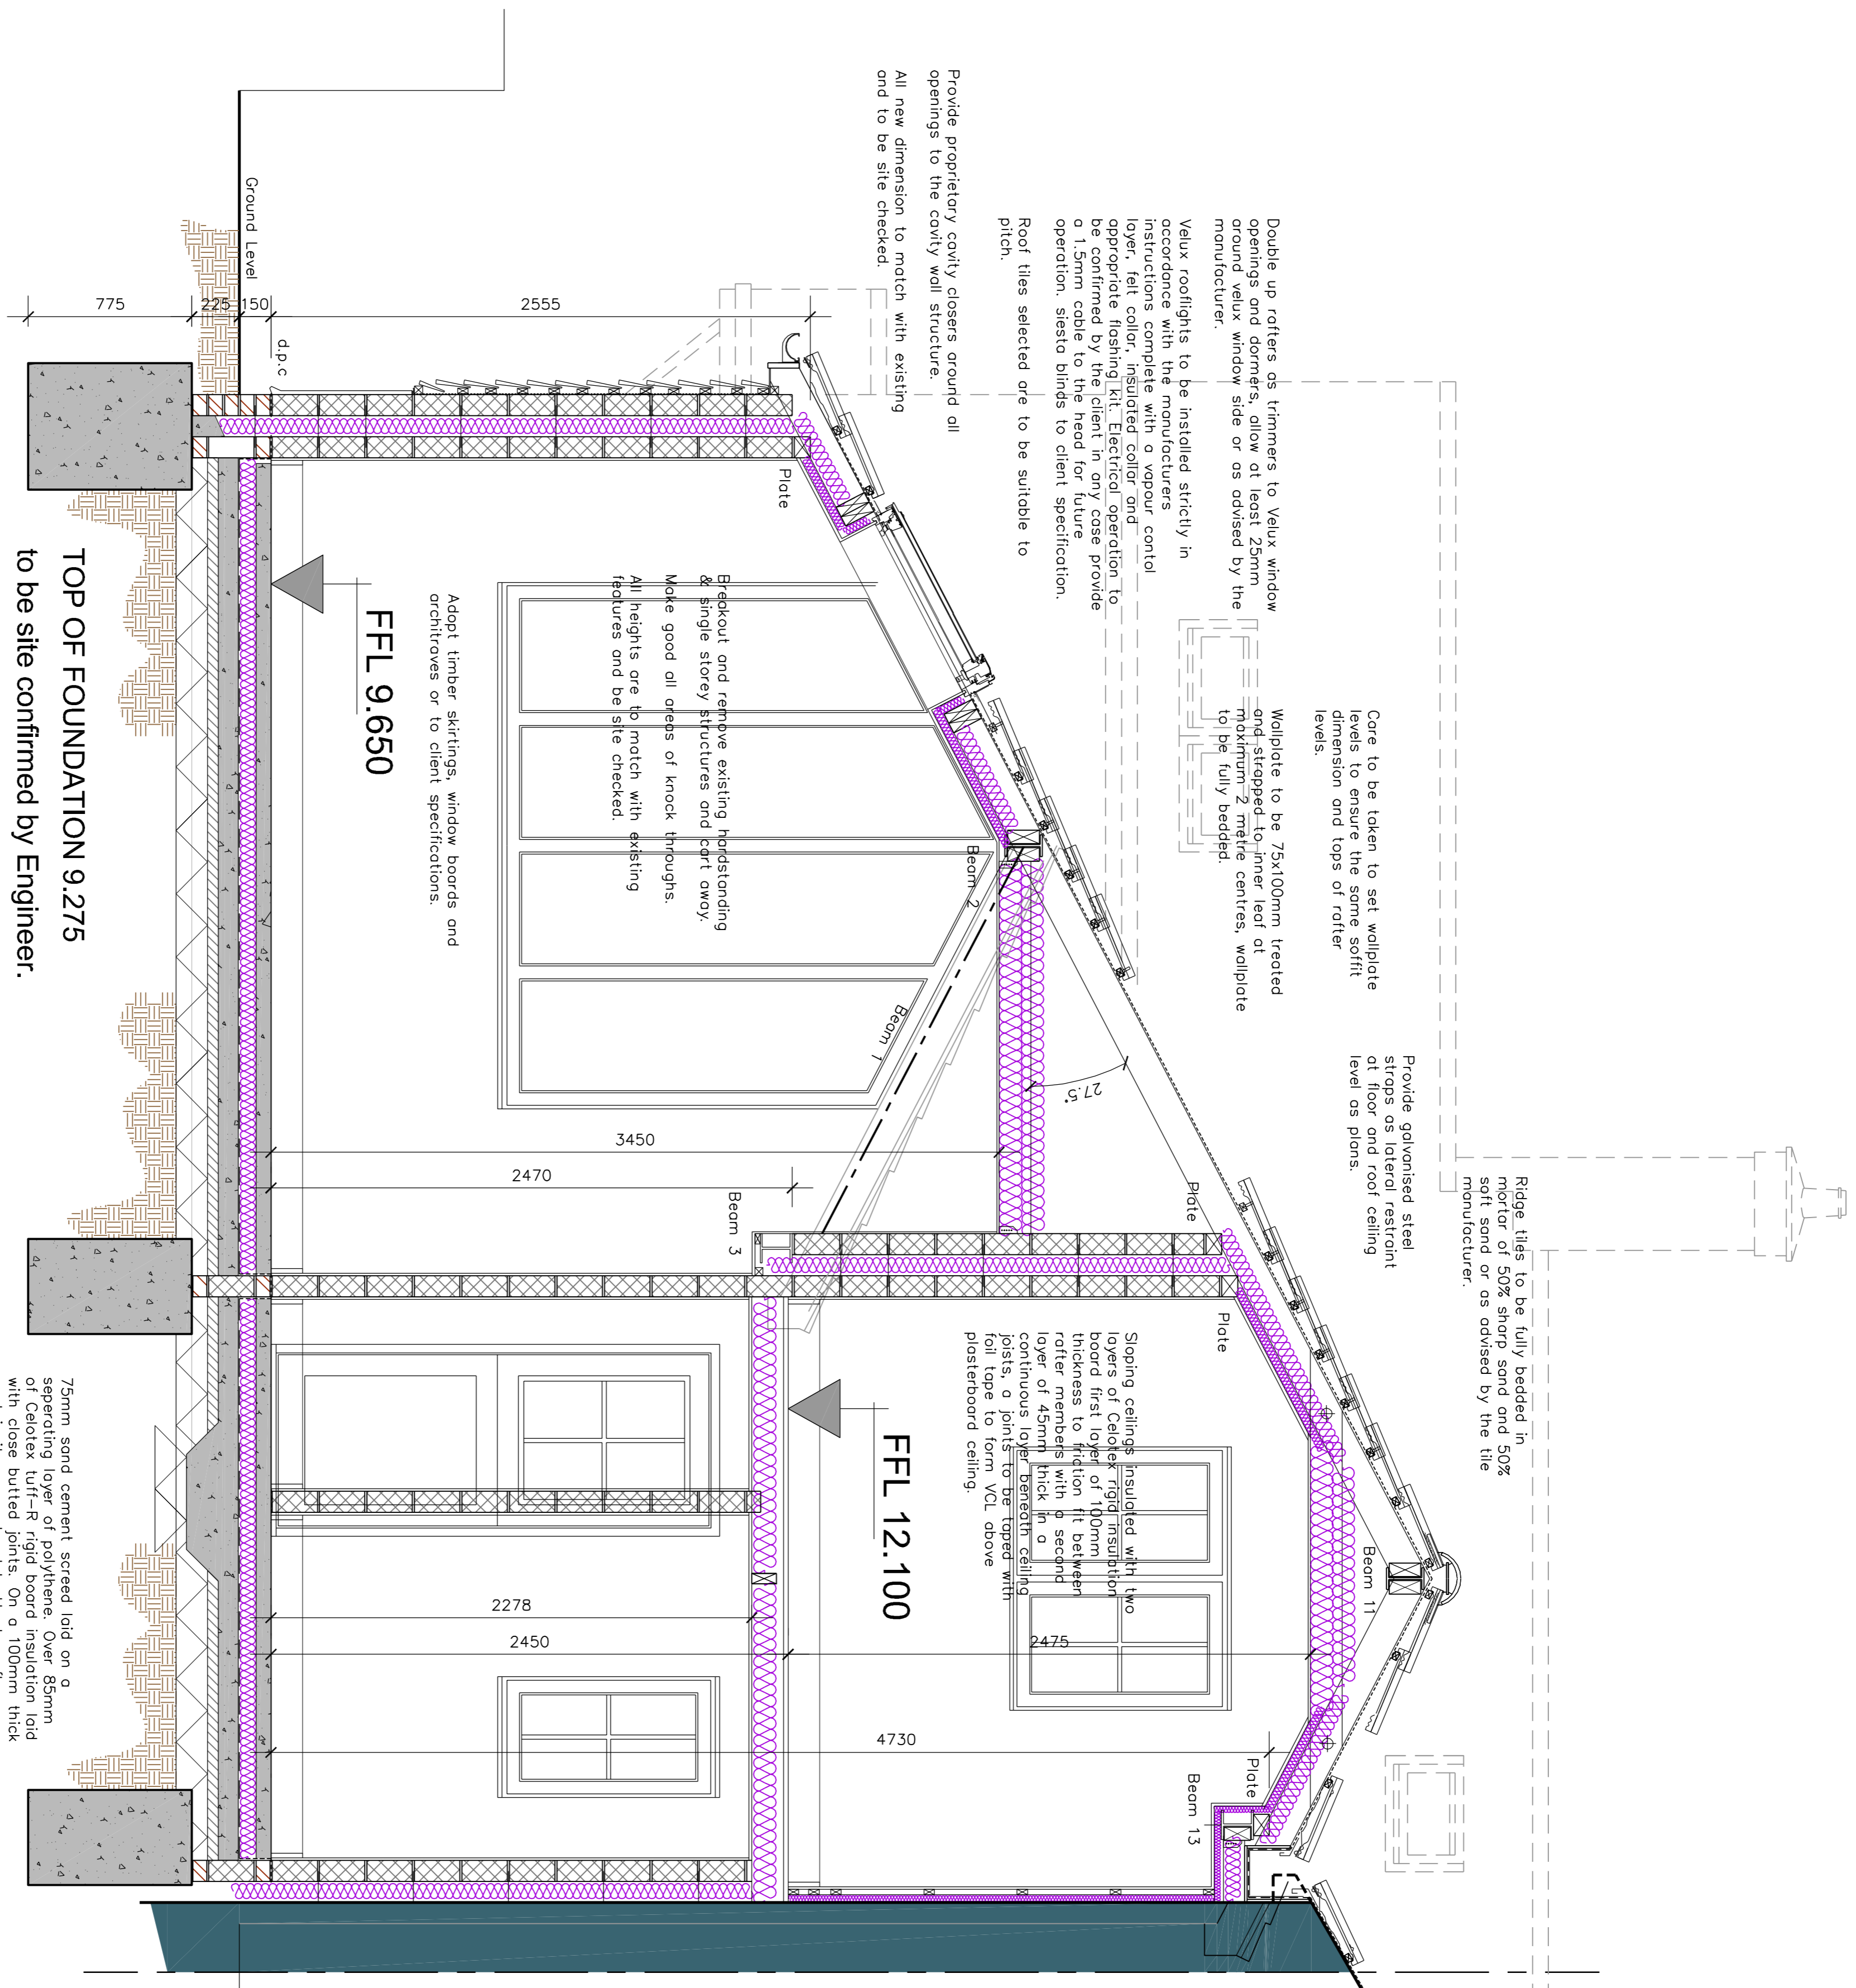 Ridge tiles to be fully bedded in
mortar of 50% sharp sand and 50%
soft sand or as advised by the tile
manufacturer.
Provide galvanised steel
straps as lateral restraint
at floor and roof ceiling
level as plans.
Care to be taken to set wallplate
levels to ensure the same soffit
dimension and tops of rafter
levels.
Wallplate to be 75x100mm treated
and strapped to inner leaf at
maximum 2 metre centres, wallplate
to be fully bedded.
Double up rafters as trimmers to Velux window
openings and dormers, allow at least 25mm
around velux window side or as advised by the
manufacturer.
Velux rooflights to be installed strictly in
accordance with the manufacturers
instructions complete with a vapour contol
layer, felt collar, insulated collar and
appropriate flashing kit. Electrical operation to
be confirmed by the client in any case provide
a 1.5mm cable to the head for future
operation. siesta blinds to client specification.
Roof tiles selected are to be suitable to
pitch.
Provide proprietary cavity closers around all
openings to the cavity wall structure.
All new dimension to match with existing
and to be site checked.
Beam 11
Plate
Plate
Plate
Beam 13
27.5°
Beam 2
Beam 1
Plate
Sloping ceilings insulated with two
layers of Celotex rigid insulation
board first layer of 100mm
thickness to friction fit between
rafter members with a second
layer of 45mm thick in a
continuous layer beneath ceiling
joists, a joints to be taped with
foil tape to form VCL above
plasterboard ceiling.
2475
4730
FFL 12.100
Breakout and remove existing hardstanding
& single storey structures and cart away.
Make good all areas of knock throughs.
All heights are to match with existing
features and be site checked.
Adopt timber skirtings, window boards and
architraves or to client specifications.
Beam 3
2555
3450
2470
2278
2450
FFL 9.650
d.p.c
Ground Level
150
225
775
TOP OF FOUNDATION 9.275
to be site confirmed by Engineer.
75mm sand cement screed laid on a
seperating layer of polythene. Over 85mm
of Celotex tuff-R rigid board insulation laid
with close butted joints. On a 100mm thick